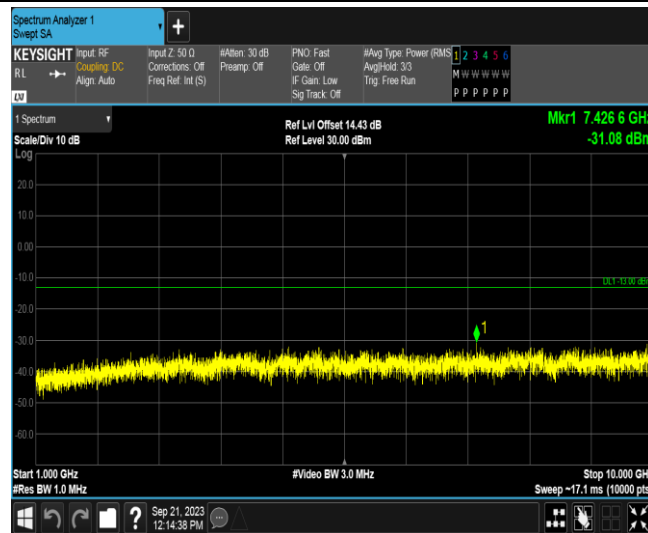 Spectrum Analyzer 1
Swept SA
KEYSIGHT
RL
LXI
Input: RF
Coupling: DC
Align: Auto
Input Z: 50 Ω
Corrections: Off
Freq Ref: Int (S)
#Atten: 30 dB
Preamp: Off
PNO: Fast
Gate: Off
IF Gain: Low
Sig Track: Off
#Avg Type: Power (RMS
Avg|Hold: 3/3
Trig: Free Run
1 2 3 4 5 6
M W W W W W
P P P P P P
1 Spectrum
Scale/Div 10 dB
Log
Ref Lvl Offset 14.43 dB
Ref Level 30.00 dBm
Mkr1 7.426 6 GHz
-31.08 dBm
20.0
10.0
0.00
-10.0
DL1 -13.00 dBm
-20.0
1
-30.0
-40.0
-50.0
-60.0
Start 1.000 GHz
#Res BW 1.0 MHz
#Video BW 3.0 MHz
Stop 10.000 GH
Sweep ~17.1 ms (10000 pts
?
Sep 21, 2023
12:14:38 PM